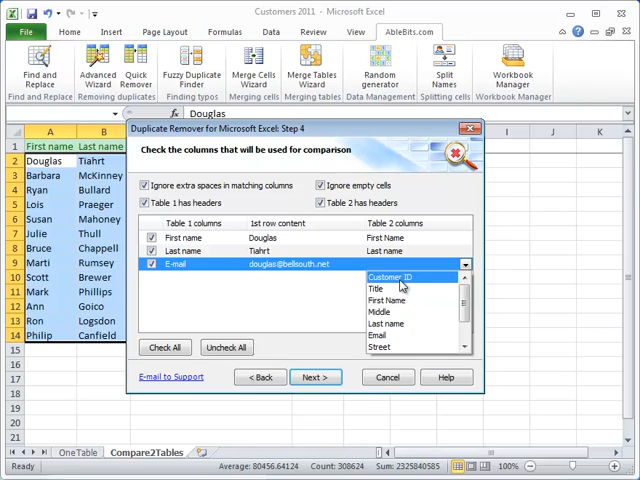 Customers 2011 - Microsoft Excel
File Home Insert Page Layout Formulas Data Review View AbleBits.com
Find and Replace
Advanced Wizard
Quick Remover
Fuzzy Duplicate Finder
Merge Cells Wizard
Merge Tables Wizard
Random generator
Split Names
Workbook Manager
Find and Replace Removing duplicates Finding typos Merging cells Merging tables Data Management Splitting cells Workbook Manager
fx Douglas
A B I J K
1 First name Last name
2 Douglas Tiahrt
3 Barbara McKinney
4 Ryan Bullard
5 Lois Praeger
6 Susan Mahoney
7 Julie Thull
8 Bruce Chappell
9 Marti Rumsey
10 Scott Brewer
11 Mark Phillips
12 Ann Goico
13 Ron Logsdon
14 Philip Canfield
15
16
17
18
19
20
21
Duplicate Remover for Microsoft Excel: Step 4
Check the columns that will be used for comparison
Ignore extra spaces in matching columns Ignore empty cells
Table 1 has headers Table 2 has headers
Table 1 columns 1st row content Table 2 columns
First name Douglas First Name
Last name Tiahrt Last name
E-mail douglas@bellsouth.net
Customer ID
Title
First Name
Middle
Last name
Email
Street
Check All Uncheck All
E-mail to Support < Back Next > Cancel Help
OneTable Compare2Tables
Ready Average: 80456.64124 Count: 308624 Sum: 2325840585 100%